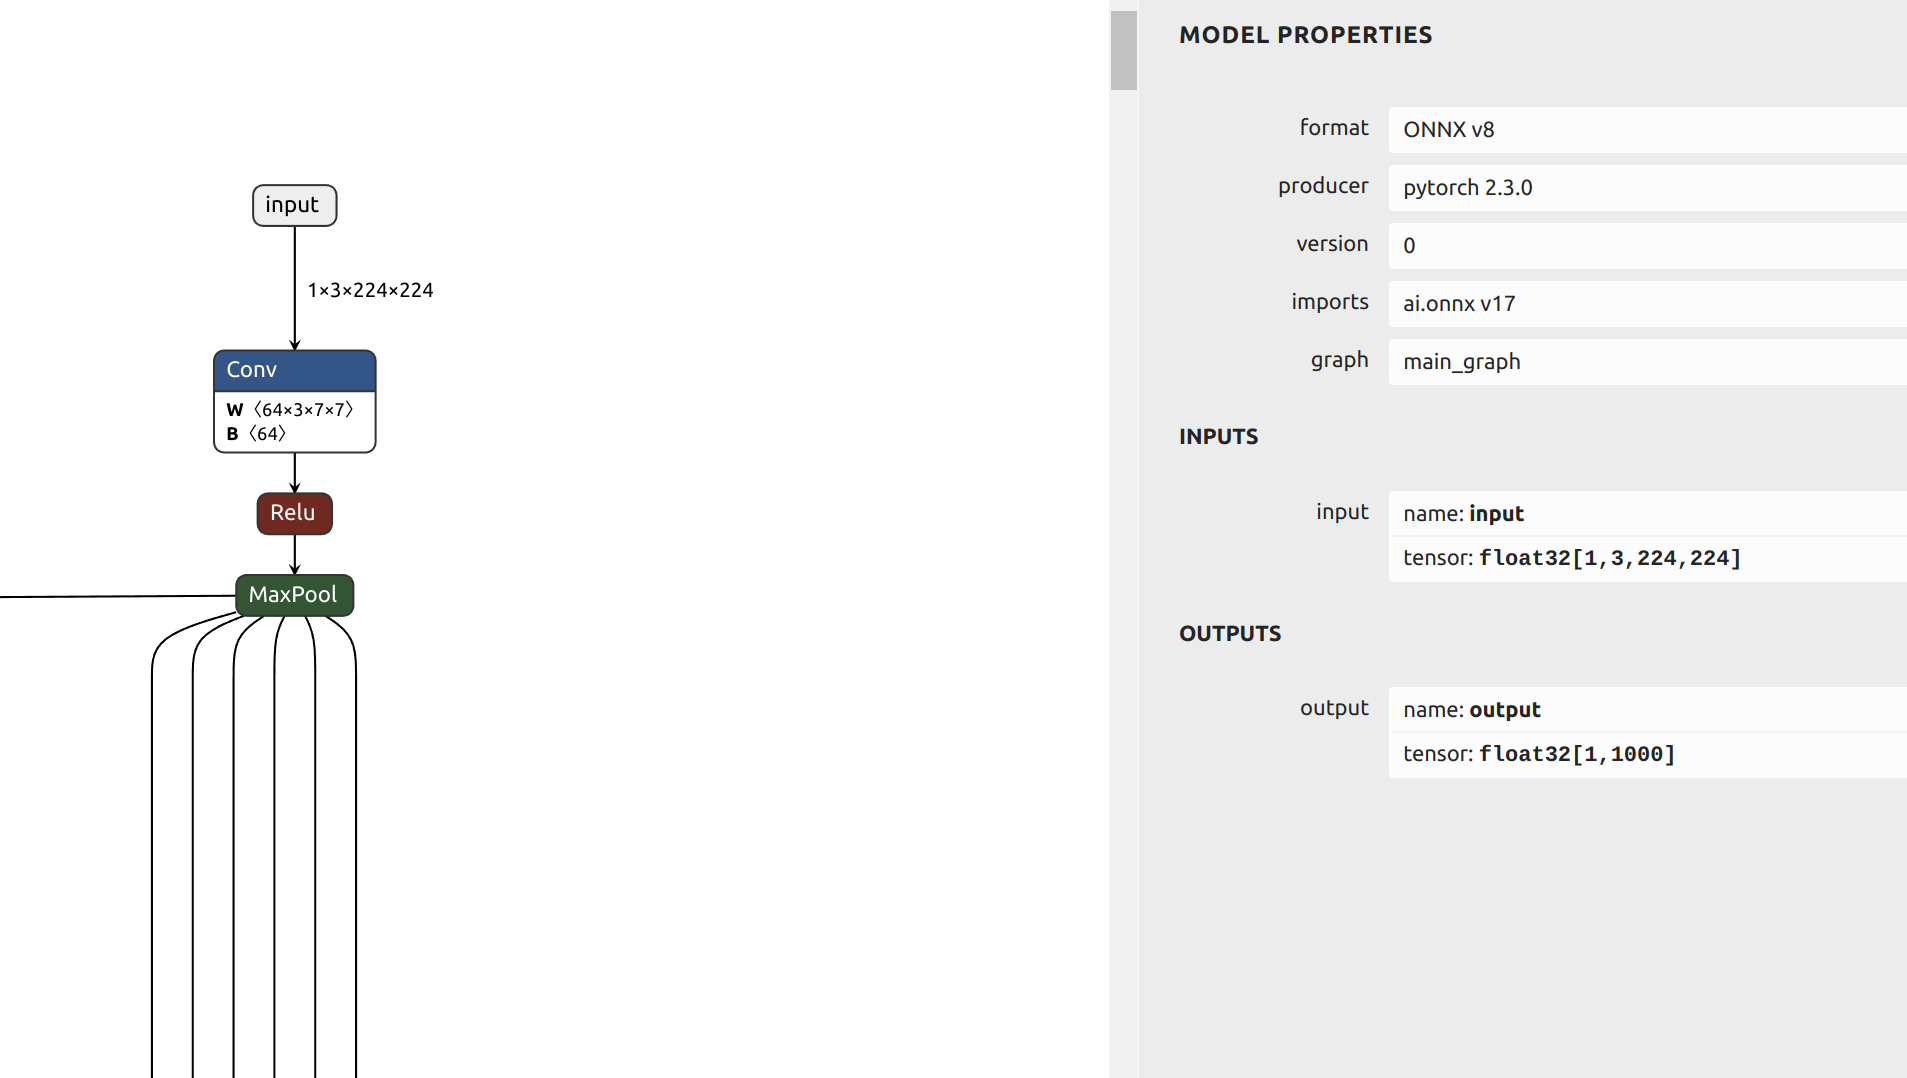 input
1×3×224×224
Conv
W 〈64×3×7×7〉
B 〈64〉
Relu
MaxPool
MODEL PROPERTIES
format ONNX v8
producer pytorch 2.3.0
version 0
imports ai.onnx v17
graph main_graph
INPUTS
input name: input
tensor: float32[1,3,224,224]
OUTPUTS
output name: output
tensor: float32[1,1000]